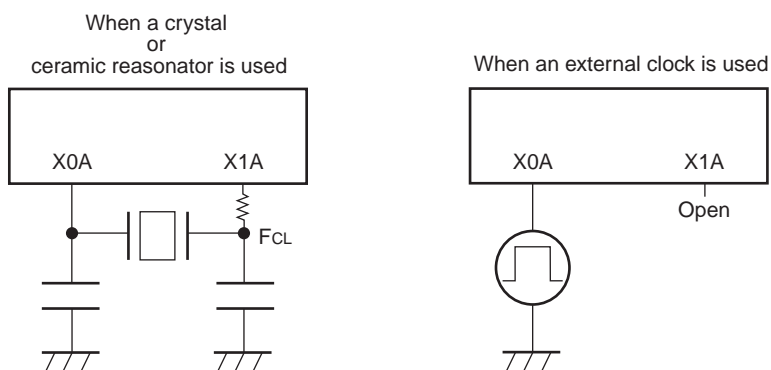 When a crystal
or
ceramic reasonator is used
X0A
X1A
FCL
When an external clock is used
X0A
X1A
Open